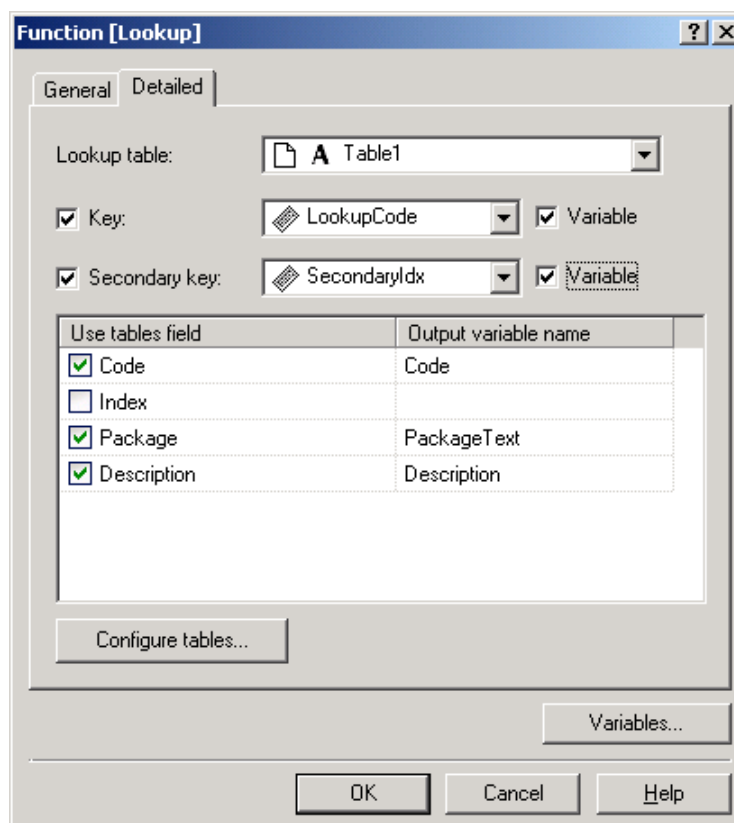 Function [Lookup]
General Detailed
Lookup table: A Table1
Key: LookupCode Variable
Secondary key: SecondaryIdx Variable
Use tables field Output variable name
Code Code
Index
Package PackageText
Description Description
Configure tables...
Variables...
OK Cancel Help